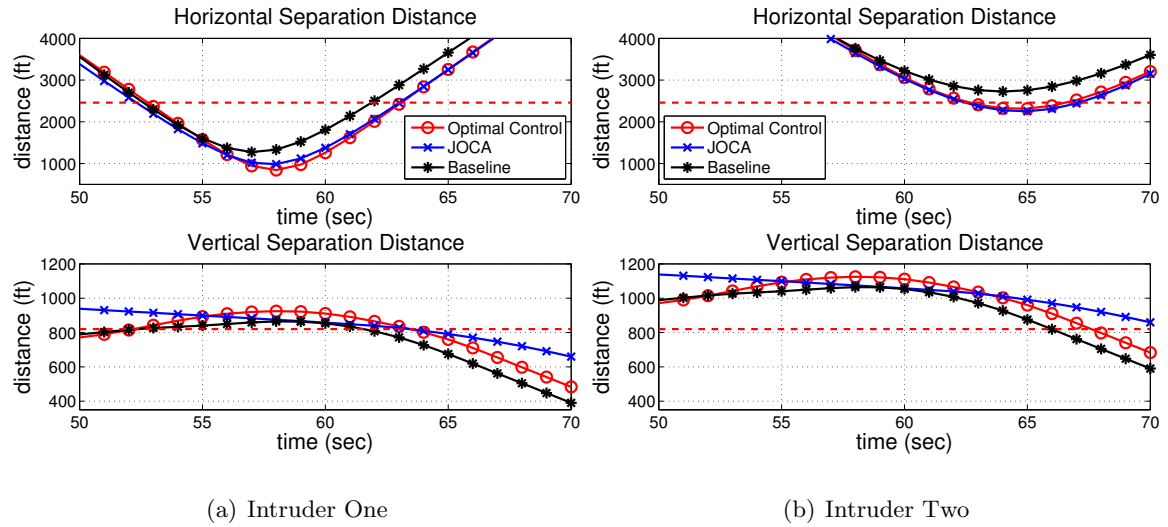 Horizontal Separation Distance
4000
3000
2000
1000
distance (ft)
Optimal Control
JOCA
Baseline
50 55 60 65 70
time (sec)
Vertical Separation Distance
1200
1000
800
600
400
distance (ft)
50 55 60 65 70
time (sec)
(a) Intruder One
Horizontal Separation Distance
4000
3000
2000
1000
distance (ft)
Optimal Control
JOCA
Baseline
50 55 60 65 70
time (sec)
Vertical Separation Distance
1200
1000
800
600
400
distance (ft)
50 55 60 65 70
time (sec)
(b) Intruder Two